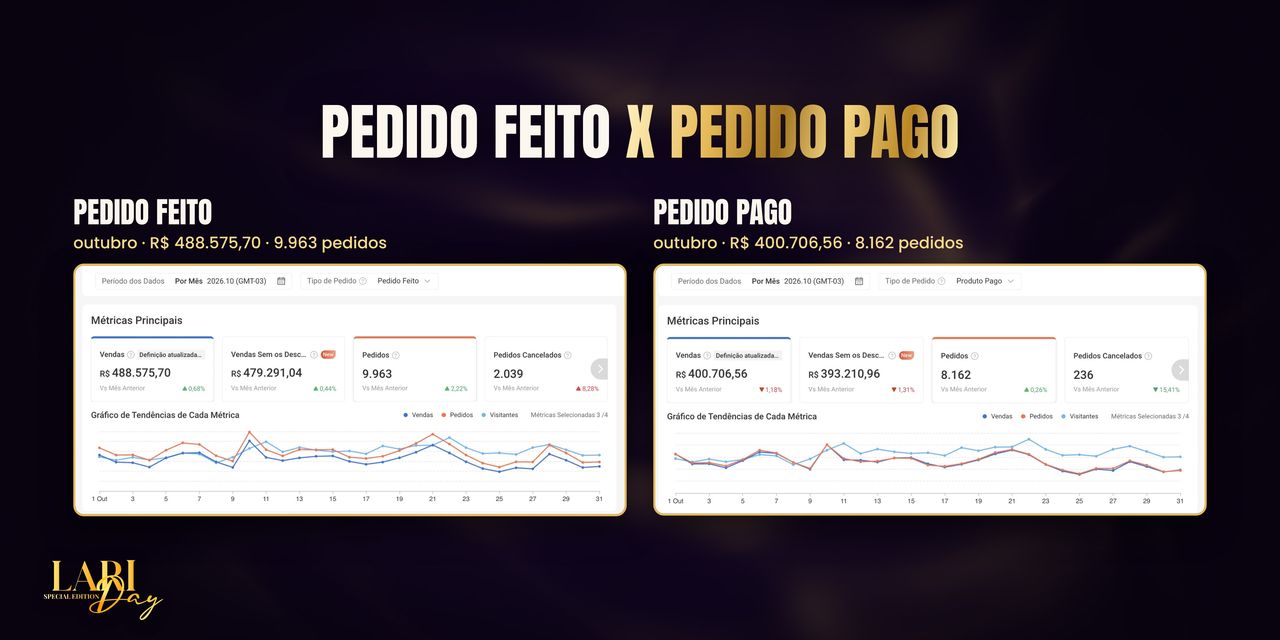 PEDIDO FEITO X PEDIDO PAGO
PEDIDO FEITO
outubro · R$ 488.575,70 · 9.963 pedidos
Período dos Dados Por Mês 2026.10 (GMT-03) Tipo de Pedido ? Pedido Feito
Métricas Principais
Vendas ? Definição atualizada...
R$ 488.575,70
Vs Mês Anterior ▲0,68%
Vendas Sem os Desc... ? New
R$ 479.291,04
Vs Mês Anterior ▲0,44%
Pedidos ?
9.963
Vs Mês Anterior ▲2,22%
Pedidos Cancelados ?
2.039
Vs Mês Anterior ▲8,28%
Gráfico de Tendências de Cada Métrica
Vendas Pedidos Visitantes Métricas Selecionadas 3 /4
1 Out 3 5 7 9 11 13 15 17 19 21 23 25 27 29 31
PEDIDO PAGO
outubro · R$ 400.706,56 · 8.162 pedidos
Período dos Dados Por Mês 2026.10 (GMT-03) Tipo de Pedido ? Produto Pago
Métricas Principais
Vendas ? Definição atualizada...
R$ 400.706,56
Vs Mês Anterior ▼1,18%
Vendas Sem os Desc... ? New
R$ 393.210,96
Vs Mês Anterior ▼1,31%
Pedidos ?
8.162
Vs Mês Anterior ▲0,26%
Pedidos Cancelados ?
236
Vs Mês Anterior ▼15,41%
Gráfico de Tendências de Cada Métrica
Vendas Pedidos Visitantes Métricas Selecionadas 3 /4
1 Out 3 5 7 9 11 13 15 17 19 21 23 25 27 29 31
LABI
SPECIAL EDITION Day